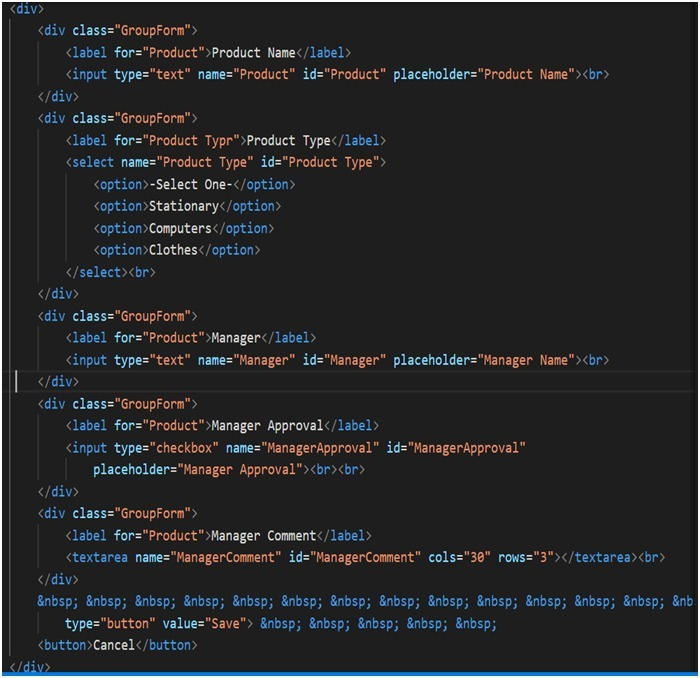 <div>
<div class="GroupForm">
<label for="Product">Product Name</label>
<input type="text" name="Product" id="Product" placeholder="Product Name"><br>
</div>
<div class="GroupForm">
<label for="Product Typr">Product Type</label>
<select name="Product Type" id="Product Type">
<option>-Select One-</option>
<option>Stationary</option>
<option>Computers</option>
<option>Clothes</option>
</select><br>
</div>
<div class="GroupForm">
<label for="Product">Manager</label>
<input type="text" name="Manager" id="Manager" placeholder="Manager Name"><br>
</div>
<div class="GroupForm">
<label for="Product">Manager Approval</label>
<input type="checkbox" name="ManagerApproval" id="ManagerApproval"
placeholder="Manager Approval"><br><br>
</div>
<div class="GroupForm">
<label for="Product">Manager Comment</label>
<textarea name="ManagerComment" id="ManagerComment" cols="30" rows="3"></textarea><br>
</div>
&nbsp; &nbsp; &nbsp; &nbsp; &nbsp; &nbsp; &nbsp; &nbsp; &nbsp; &nbsp; &nbsp; &nbsp; &nbsp; &nb
type="button" value="Save"> &nbsp; &nbsp; &nbsp; &nbsp; &nbsp;
<button>Cancel</button>
</div>